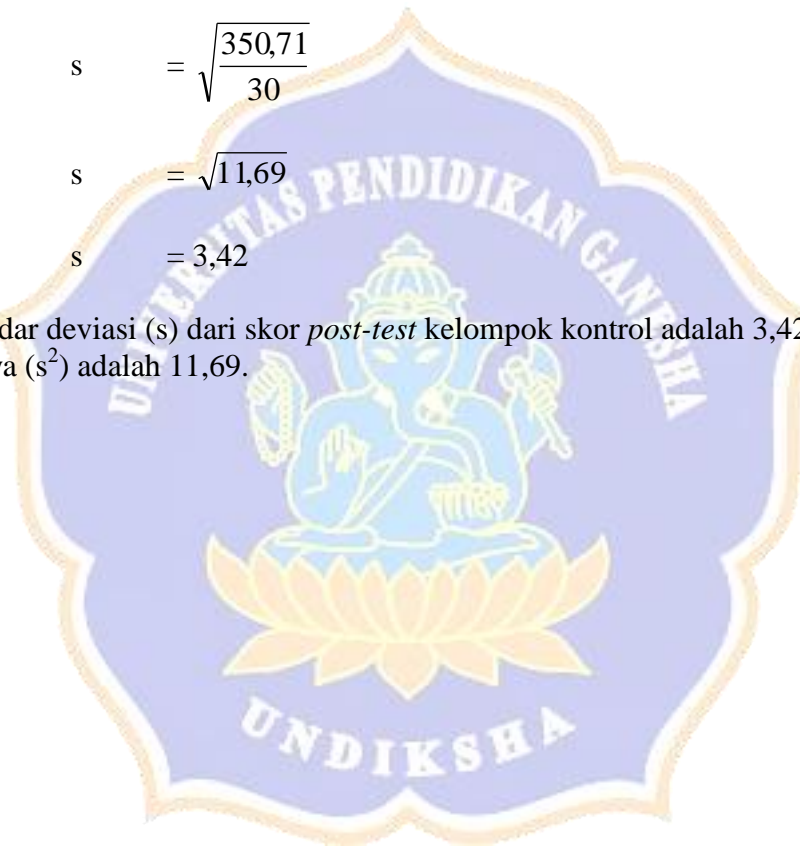 s = √(350,71 / 30)
s = √11,69
s = 3,42
dar deviasi (s) dari skor post-test kelompok kontrol adalah 3,42
a (s²) adalah 11,69.
UNIVERSITAS PENDIDIKAN GANESHA
UNDIKSHA